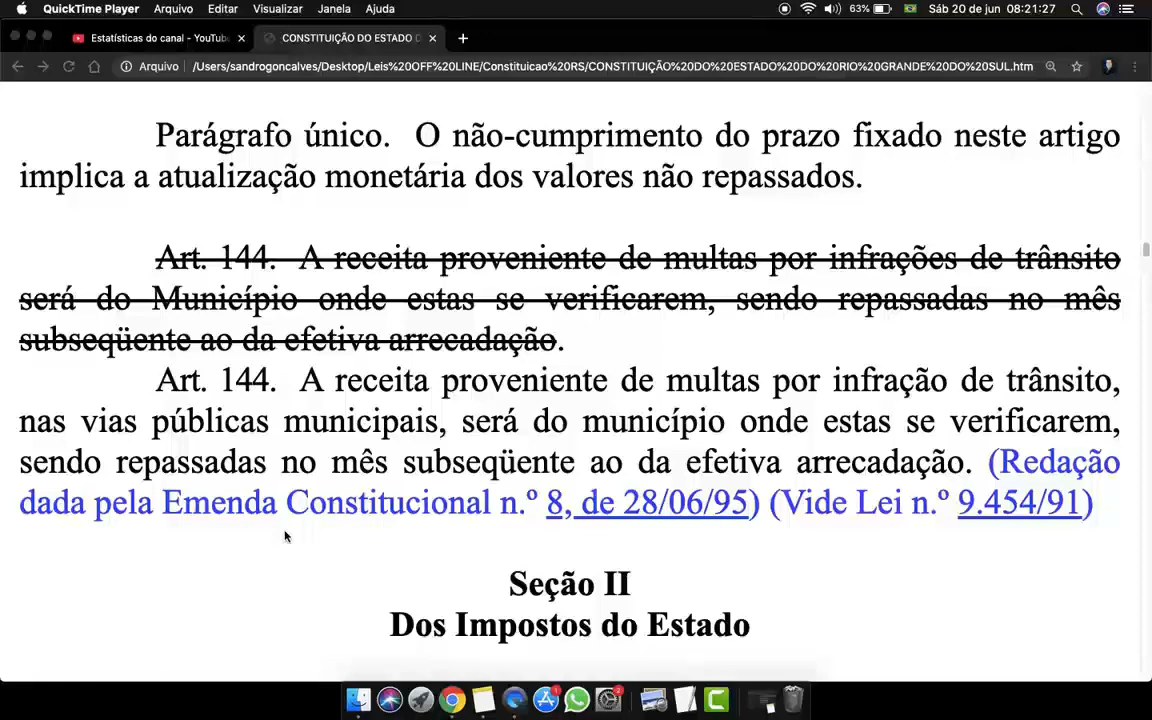 QuickTime Player Arquivo Editar Visualizar Janela Ajuda 63% Sáb 20 de jun 08:21:27
Estatísticas do canal - YouTube CONSTITUIÇÃO DO ESTADO D
Arquivo /Users/sandrogoncalves/Desktop/Leis%20OFF%20LINE/Constituicao%20RS/CONSTITUIÇÃO%20DO%20ESTADO%20DO%20RIO%20GRANDE%20DO%20SUL.htm
Parágrafo único. O não-cumprimento do prazo fixado neste artigo
implica a atualização monetária dos valores não repassados.
Art. 144. A receita proveniente de multas por infrações de trânsito
será do Município onde estas se verificarem, sendo repassadas no mês
subseqüente ao da efetiva arrecadação.
Art. 144. A receita proveniente de multas por infração de trânsito,
nas vias públicas municipais, será do município onde estas se verificarem,
sendo repassadas no mês subseqüente ao da efetiva arrecadação. (Redação
dada pela Emenda Constitucional n.º 8, de 28/06/95) (Vide Lei n.º 9.454/91)
Seção II
Dos Impostos do Estado
1 2